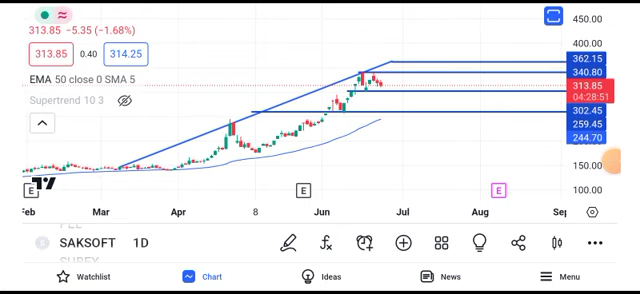 313.85 −5.35 (−1.68%)
450.00
400.00
313.85
0.40
314.25
362.15
EMA 50 close 0 SMA 5
340.80
Supertrend 10 3
313.85
04:28:51
302.45
259.45
244.70
150.00
100.00
E
E
E
Feb
Mar
Apr
8
Jun
Jul
Aug
Sep
SAKSOFT
1D
Watchlist
Chart
Ideas
News
Menu